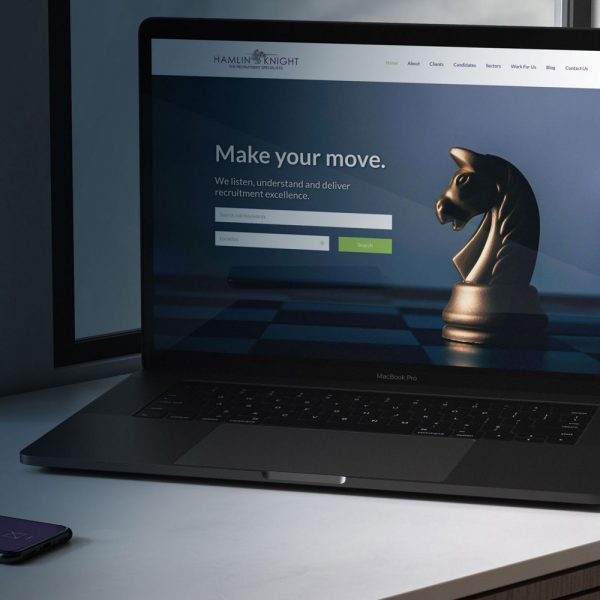 HAMLIN KNIGHT
THE RECRUITMENT SPECIALISTS
Home About Clients Candidates Sectors Work For Us Blog Contact Us
Make your move.
We listen, understand and deliver
recruitment excellence.
Search Job Keywords
Location
Search
MacBook Pro